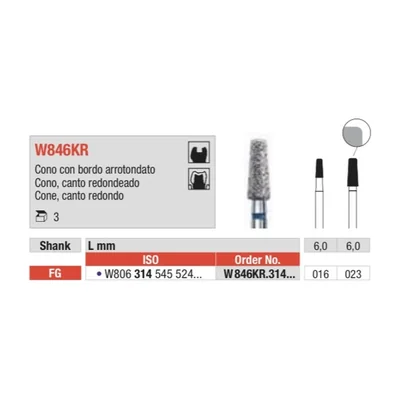 W846KR
Cono con bordo arrotondato
Cono, canto redondeado
Cone, canto redondo
3
Shank L mm 6,0 6,0
ISO Order No.
FG • W806 314 545 524... W846KR.314... 016 023